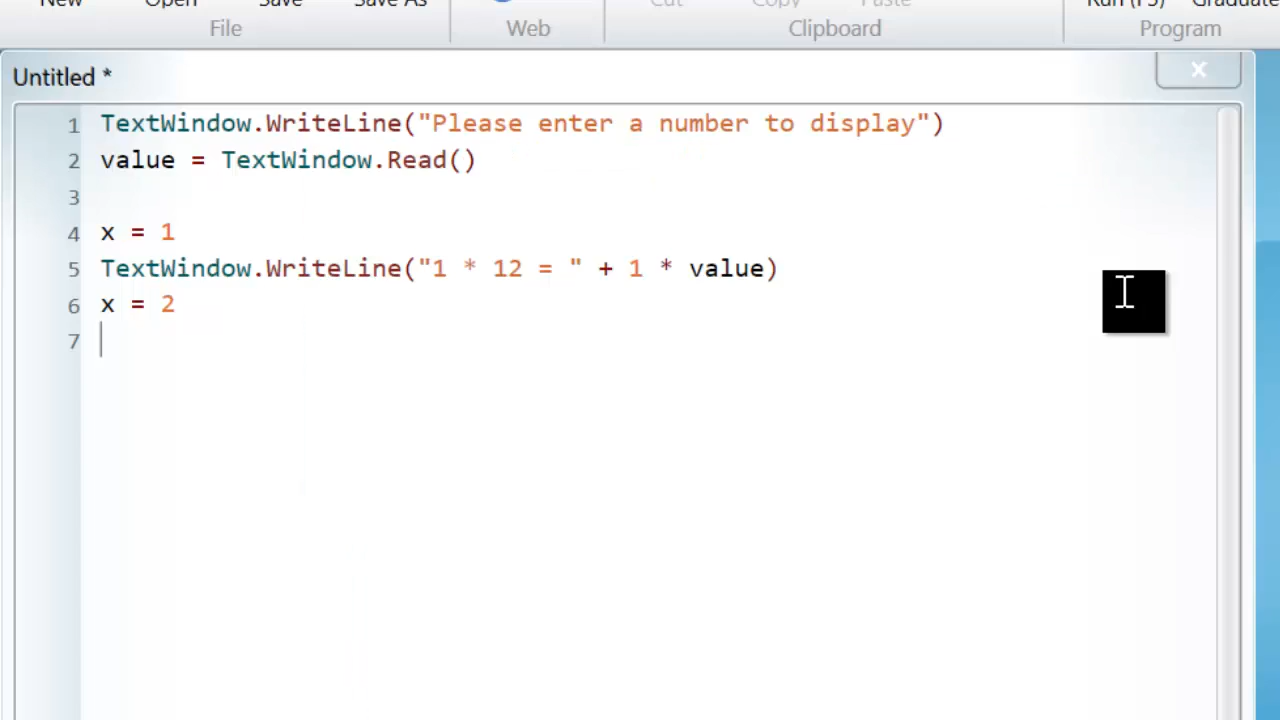 New Open Save Save As Cut Copy Paste Run (F5) Graduate
File Web Clipboard Program
Untitled *
1 TextWindow.WriteLine("Please enter a number to display")
2 value = TextWindow.Read()
3
4 x = 1
5 TextWindow.WriteLine("1 * 12 = " + 1 * value)
6 x = 2
7